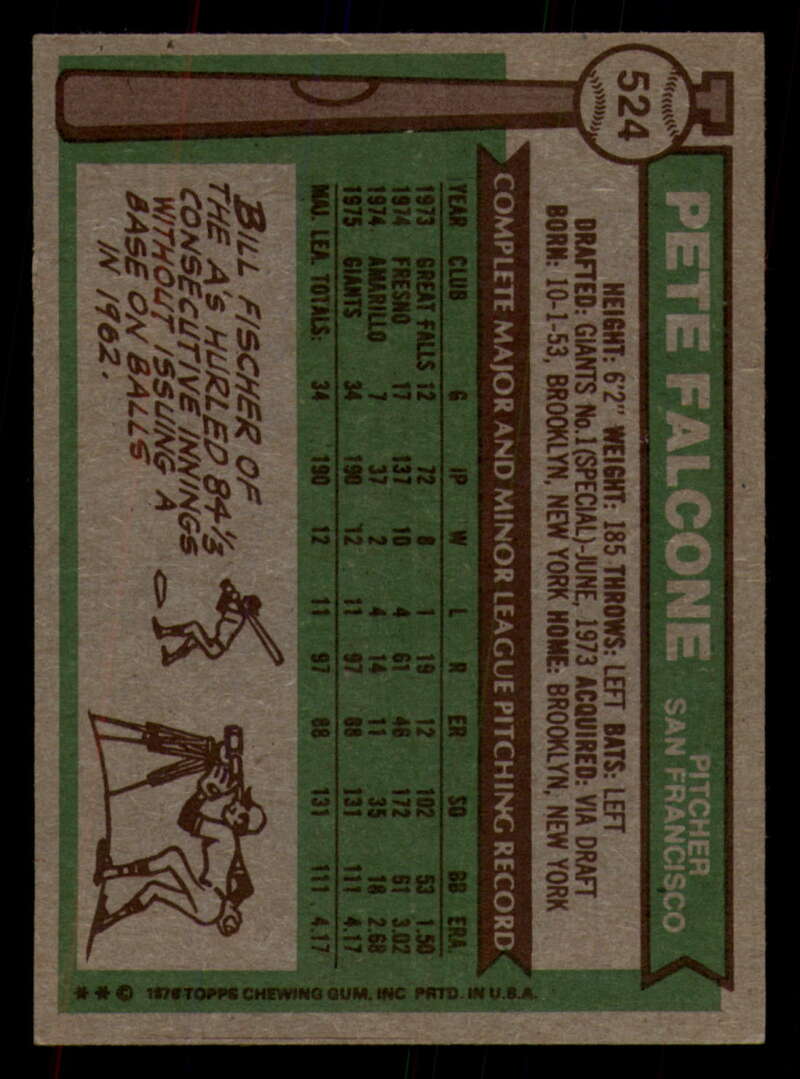 524
PETE FALCONE
PITCHER
SAN FRANCISCO
HEIGHT: 6'2" WEIGHT: 185 THROWS: LEFT BATS: LEFT
DRAFTED: GIANTS No.1(SPECIAL)-JUNE, 1973 ACQUIRED: VIA DRAFT
BORN: 10-1-53, BROOKLYN, NEW YORK HOME: BROOKLYN, NEW YORK
COMPLETE MAJOR AND MINOR LEAGUE PITCHING RECORD
YEAR CLUB G IP W L R ER SO BB ERA
1973 GREAT FALLS 12 72 8 1 19 12 102 53 1.50
1974 FRESNO 17 137 10 4 61 46 172 61 3.02
1974 AMARILLO 7 37 2 4 14 11 35 18 2.68
1975 GIANTS 34 190 12 11 97 88 131 111 4.17
MAJ. LEA. TOTALS: 34 190 12 11 97 88 131 111 4.17
BILL FISCHER OF
THE A'S HURLED 84⅓
CONSECUTIVE INNINGS
WITHOUT ISSUING A
BASE ON BALLS
IN 1962.
* * © 1976 TOPPS CHEWING GUM, INC PRTD. IN U.S.A.